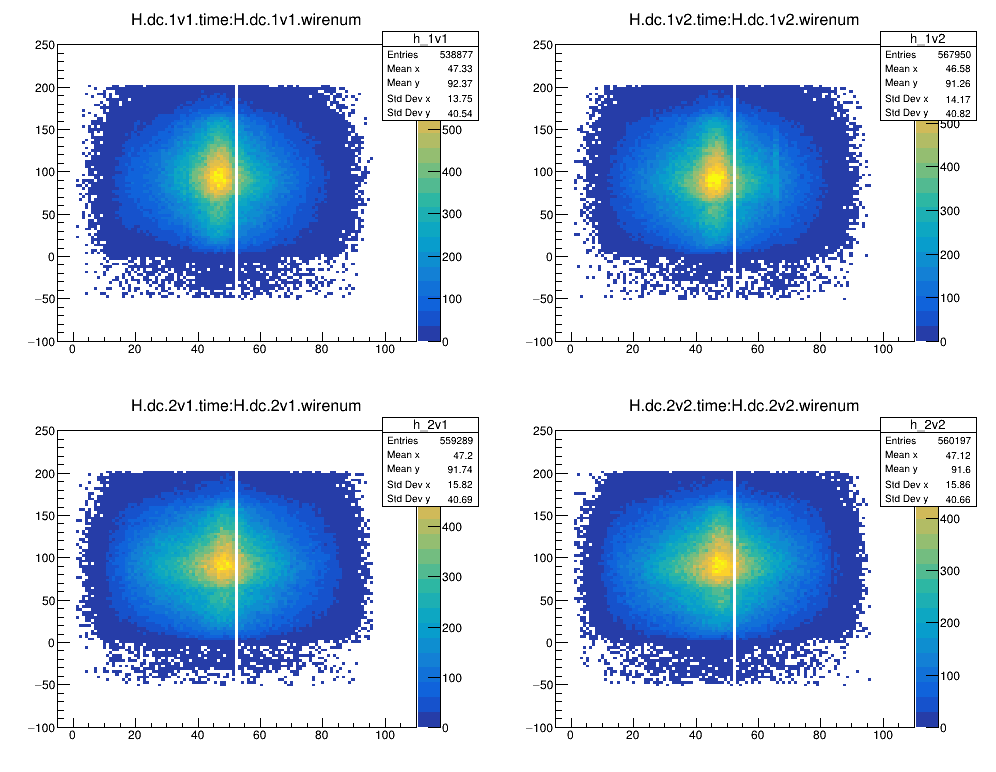 H.dc.1v1.time:H.dc.1v1.wirenum
h_1v1
Entries 538877
Mean x 47.33
Mean y 92.37
Std Dev x 13.75
Std Dev y 40.54
250
200
150
100
50
0
−50
−100
0 20 40 60 80 100
500
400
300
200
100
0
H.dc.1v2.time:H.dc.1v2.wirenum
h_1v2
Entries 567950
Mean x 46.58
Mean y 91.26
Std Dev x 14.17
Std Dev y 40.82
250
200
150
100
50
0
−50
−100
0 20 40 60 80 100
500
400
300
200
100
0
H.dc.2v1.time:H.dc.2v1.wirenum
h_2v1
Entries 559289
Mean x 47.2
Mean y 91.74
Std Dev x 15.82
Std Dev y 40.69
250
200
150
100
50
0
−50
−100
0 20 40 60 80 100
400
300
200
100
0
H.dc.2v2.time:H.dc.2v2.wirenum
h_2v2
Entries 560197
Mean x 47.12
Mean y 91.6
Std Dev x 15.86
Std Dev y 40.66
250
200
150
100
50
0
−50
−100
0 20 40 60 80 100
400
300
200
100
0